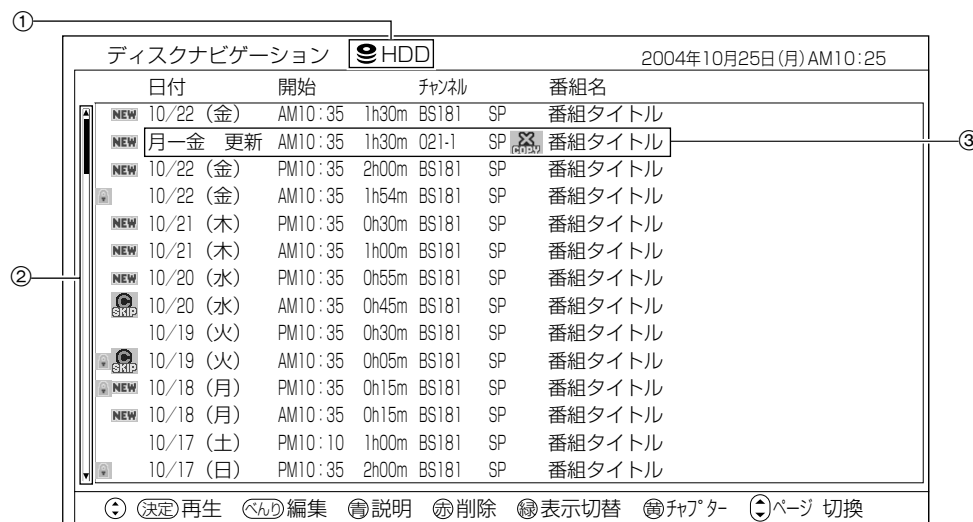 ①
ディスクナビゲーション HDD 2004年10月25日(月)AM10:25
日付 開始 チャンネル 番組名
NEW 10/22 (金) AM10:35 1h30m BS181 SP 番組タイトル
NEW 月ー金 更新 AM10:35 1h30m 021-1 SP COPY 番組タイトル ③
NEW 10/22 (金) PM10:35 2h00m BS181 SP 番組タイトル
10/22 (金) AM10:35 1h54m BS181 SP 番組タイトル
NEW 10/21 (木) PM10:35 0h30m BS181 SP 番組タイトル
NEW 10/21 (木) AM10:35 1h00m BS181 SP 番組タイトル
② NEW 10/20 (水) PM10:35 0h55m BS181 SP 番組タイトル
C SKIP 10/20 (水) AM10:35 0h45m BS181 SP 番組タイトル
10/19 (火) PM10:35 0h30m BS181 SP 番組タイトル
C SKIP 10/19 (火) AM10:35 0h05m BS181 SP 番組タイトル
NEW 10/18 (月) PM10:35 0h15m BS181 SP 番組タイトル
NEW 10/18 (月) AM10:35 0h15m BS181 SP 番組タイトル
10/17 (土) PM10:10 1h00m BS181 SP 番組タイトル
10/17 (日) PM10:35 2h00m BS181 SP 番組タイトル
決定 再生 べんり 編集 青 説明 赤 削除 緑 表示切替 黄 チャプター ページ 切換